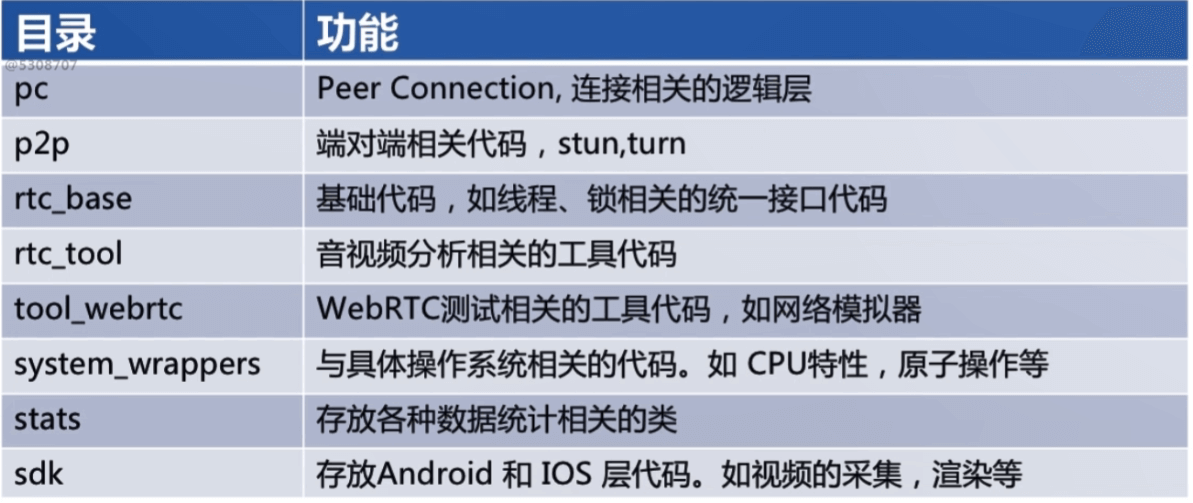 目录 功能
@5308707
pc Peer Connection, 连接相关的逻辑层
p2p 端对端相关代码，stun,turn
rtc_base 基础代码，如线程、锁相关的统一接口代码
rtc_tool 音视频分析相关的工具代码
tool_webrtc WebRTC测试相关的工具代码，如网络模拟器
system_wrappers 与具体操作系统相关的代码。如 CPU特性，原子操作等
stats 存放各种数据统计相关的类
sdk 存放Android 和 IOS 层代码。如视频的采集，渲染等